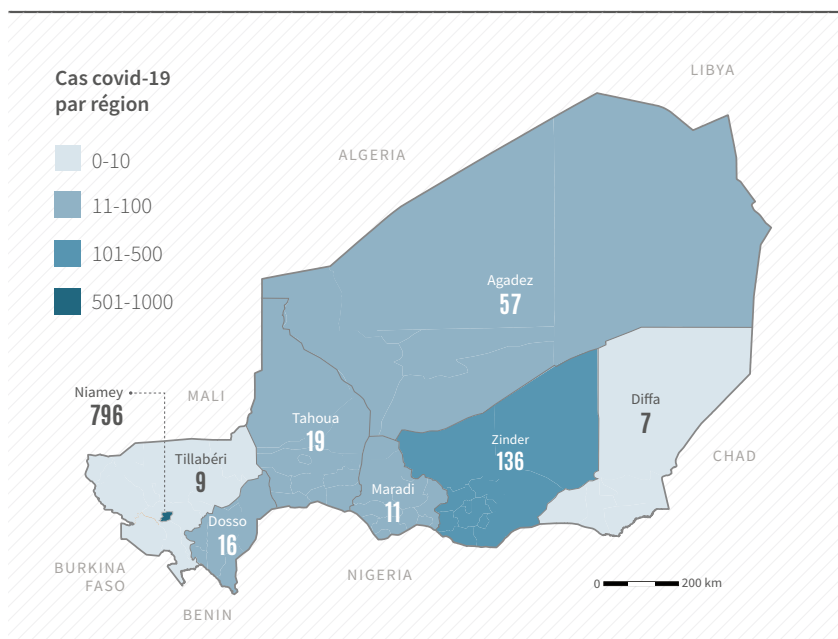 Cas covid-19
par région
0-10
11-100
101-500
501-1000
LIBYA
ALGERIA
Agadez
57
Niamey
796
MALI
Diffa
7
Tahoua
19
Zinder
136
CHAD
Tillabéri
9
Maradi
11
Dosso
16
BURKINA
FASO
NIGERIA
BENIN
0 200 km